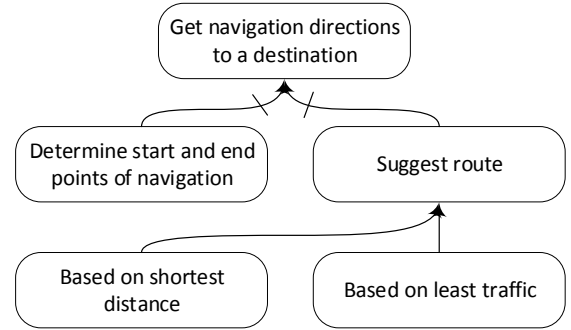 Get navigation directions
to a destination
Determine start and end
points of navigation
Suggest route
Based on shortest
distance
Based on least traffic